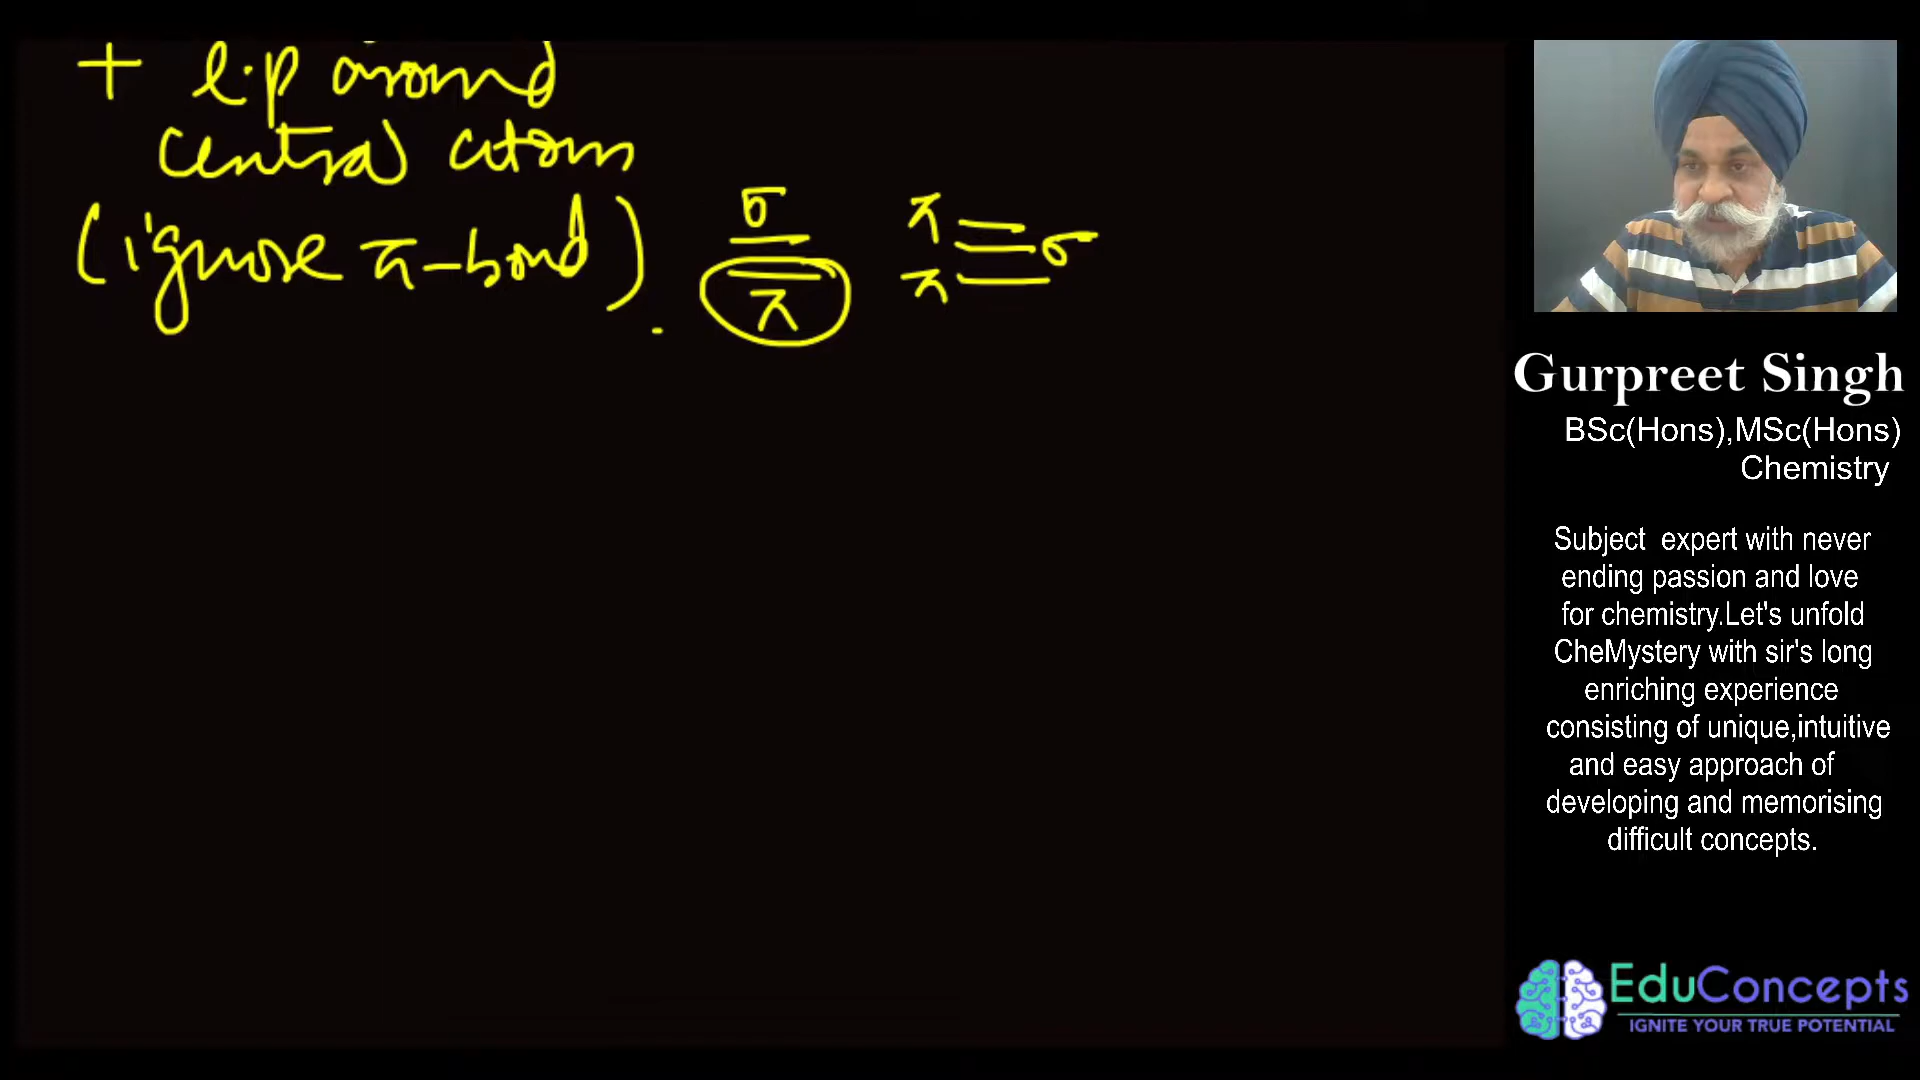 + l.p around
central atom
(ignore π-bond).
σ
π
π
σ
π
Gurpreet Singh
BSc(Hons),MSc(Hons)
Chemistry
Subject expert with never
ending passion and love
for chemistry.Let's unfold
CheMystery with sir's long
enriching experience
consisting of unique,intuitive
and easy approach of
developing and memorising
difficult concepts.
EduConcepts
IGNITE YOUR TRUE POTENTIAL